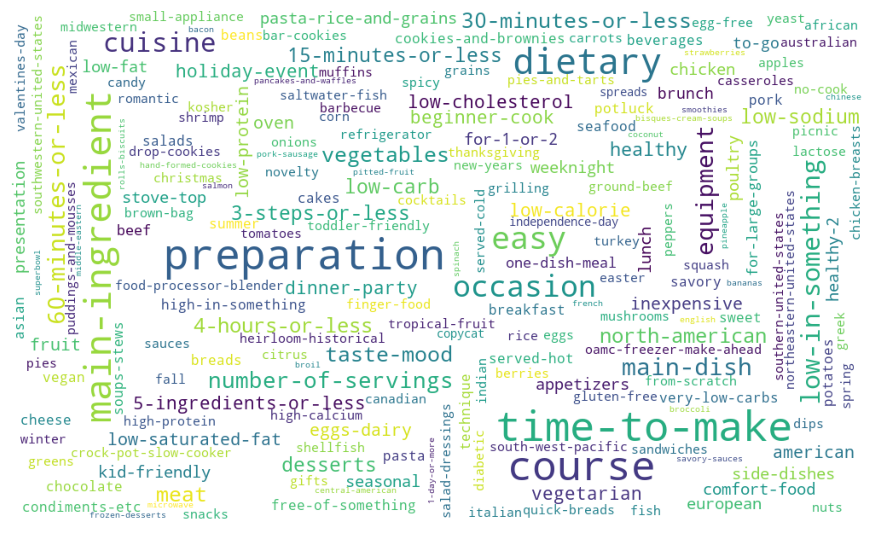 small-appliance
pasta-rice-and-grains
30-minutes-or-less
egg-free
yeast
african
midwestern
bacon
beans
bar-cookies
cookies-and-brownies
carrots
beverages
to-go
australian
cuisine
15-minutes-or-less
dietary
strawberries
valentines-day
southwestern-united-states
mexican
low-fat
holiday-event
muffins
grains
chicken
apples
candy
pancakes-and-waffles
spicy
pies-and-tarts
casseroles
no-cook
chinese
romantic
saltwater-fish
low-cholesterol
spreads
brunch
pork
kosher
low-protein
barbecue
beginner-cook
potluck
smoothies
low-sodium
shrimp
oven
corn
seafood
bisques-cream-soups
60-minutes-or-less
main-ingredient
rolls-biscuits
salads
onions
refrigerator
for-1-or-2
healthy
coconut
equipment
poultry
picnic
drop-cookies
pork-sausage
vegetables
thanksgiving
lactose
chicken-breasts
hand-formed-cookies
novelty
pitted-fruit
new-years
weeknight
christmas
salmon
low-carb
grilling
ground-beef
for-large-groups
low-in-something
healthy-2
presentation
puddings-and-mousses
stove-top
cakes
cocktails
low-calorie
brown-bag
3-steps-or-less
toddler-friendly
served-cold
independence-day
peppers
pineapple
beef
summer
tomatoes
easy
turkey
lunch
southern-united-states
northeastern-united-states
superbowl
middle-eastern
preparation
spinach
one-dish-meal
squash
asian
food-processor-blender
dinner-party
occasion
easter
savory
bananas
high-in-something
finger-food
breakfast
french
inexpensive
fruit
soups-stews
4-hours-or-less
tropical-fruit
copycat
mushrooms
english
sweet
greek
sauces
heirloom-historical
rice
eggs
north-american
pies
breads
citrus
taste-mood
served-hot
oamc-freezer-make-ahead
potatoes
spring
vegan
fall
broil
number-of-servings
indian
berries
main-dish
canadian
appetizers
from-scratch
5-ingredients-or-less
gluten-free
very-low-carbs
cheese
high-protein
high-calcium
salad-dressings
technique
time-to-make
broccoli
dips
winter
low-saturated-fat
eggs-dairy
1-day-or-more
diabetic
south-west-pacific
sandwiches
american
greens
crock-pot-slow-cooker
shellfish
pasta
course
savory-sauces
kid-friendly
desserts
side-dishes
chocolate
meat
gifts
seasonal
central-american
vegetarian
comfort-food
condiments-etc
microwave
free-of-something
european
nuts
frozen-desserts
snacks
italian
quick-breads
fish